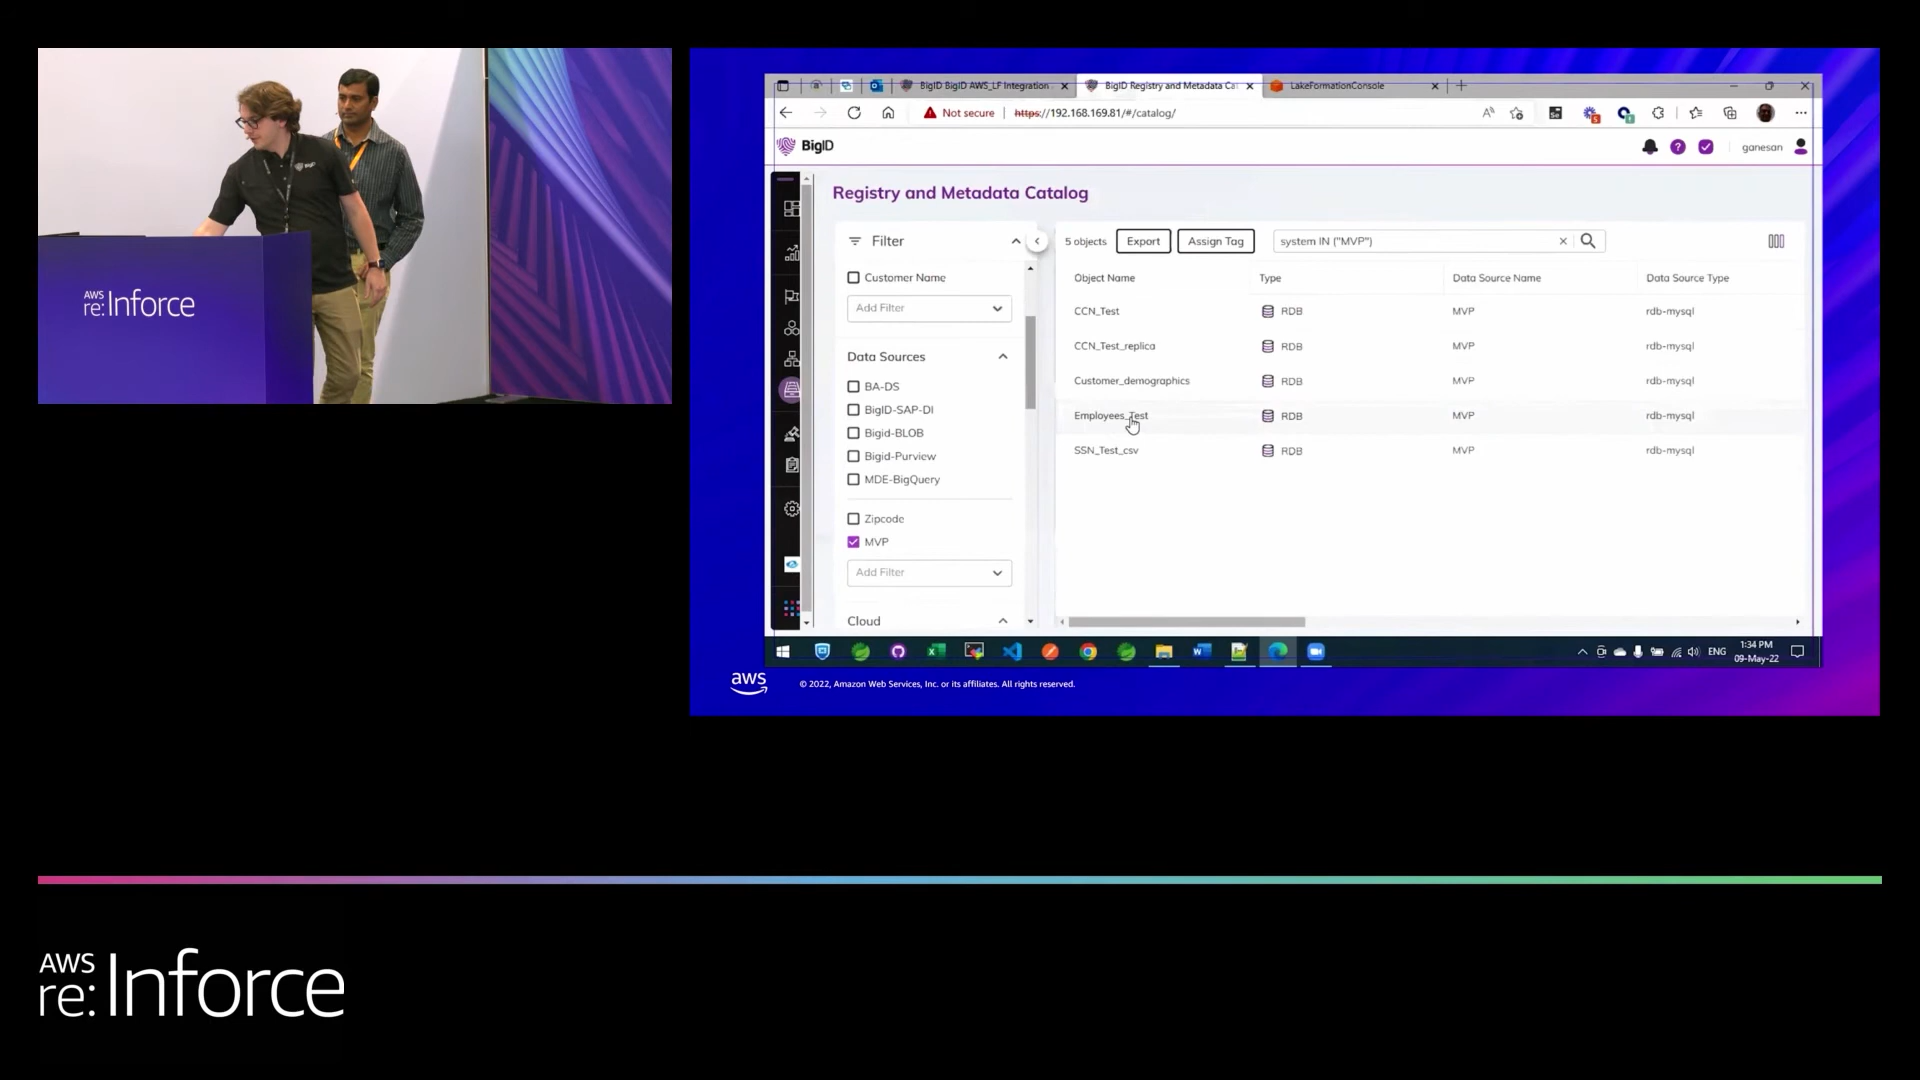 BigID
AWS
re:Inforce
BigID BigID AWS_LF Integration
BigID Registry and Metadata Cat
LakeFormationConsole
Not secure
https://192.168.169.81/#/catalog/
BigID
ganesan
Registry and Metadata Catalog
Filter
5 objects
Export
Assign Tag
system IN ("MVP")
Customer Name
Add Filter
Object Name
Type
Data Source Name
Data Source Type
CCN_Test
RDB
MVP
rdb-mysql
CCN_Test_replica
RDB
MVP
rdb-mysql
Customer_demographics
RDB
MVP
rdb-mysql
Employees_Test
RDB
MVP
rdb-mysql
SSN_Test_csv
RDB
MVP
rdb-mysql
Data Sources
BA-DS
BigID-SAP-DI
Bigid-BLOB
Bigid-Purview
MDE-BigQuery
Zipcode
MVP
Add Filter
Cloud
ENG
1:34 PM
09-May-22
aws
© 2022, Amazon Web Services, Inc. or its affiliates. All rights reserved.
AWS
re:Inforce